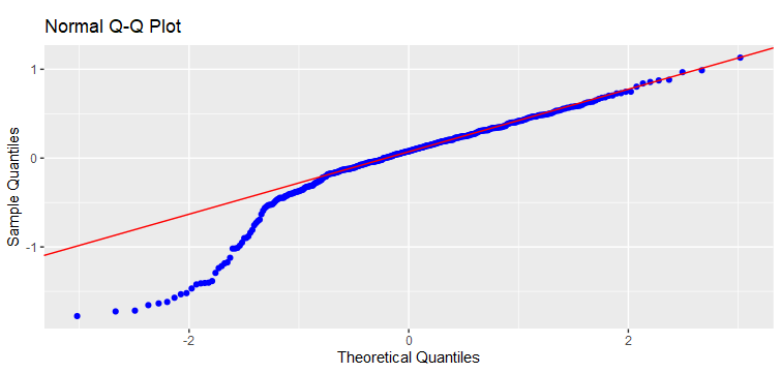 Normal Q-Q Plot
1
0
-1
Sample Quantiles
-2
0
2
Theoretical Quantiles